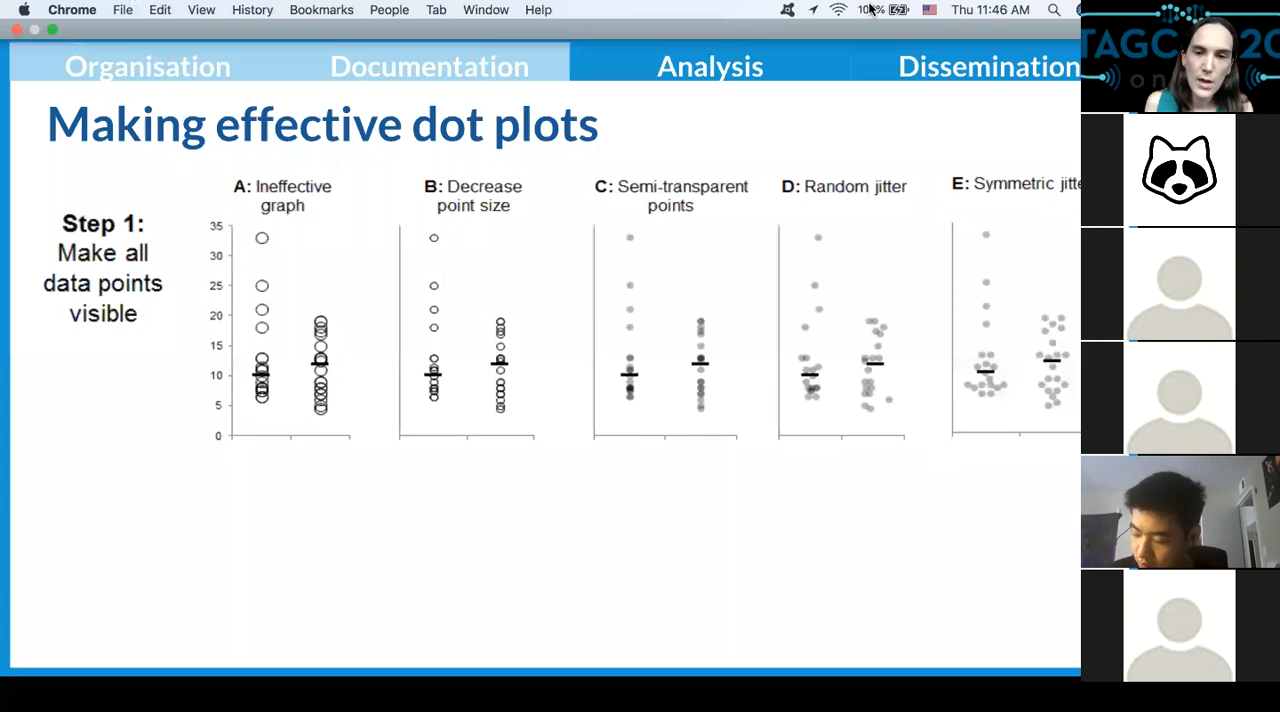 Chrome File Edit View History Bookmarks People Tab Window Help
Thu 11:46 AM
Organisation Documentation Analysis Dissemination
Making effective dot plots
Step 1:
Make all
data points
visible
A: Ineffective
graph
B: Decrease
point size
C: Semi-transparent
points
D: Random jitter
E: Symmetric
35
30
25
20
15
10
5
0